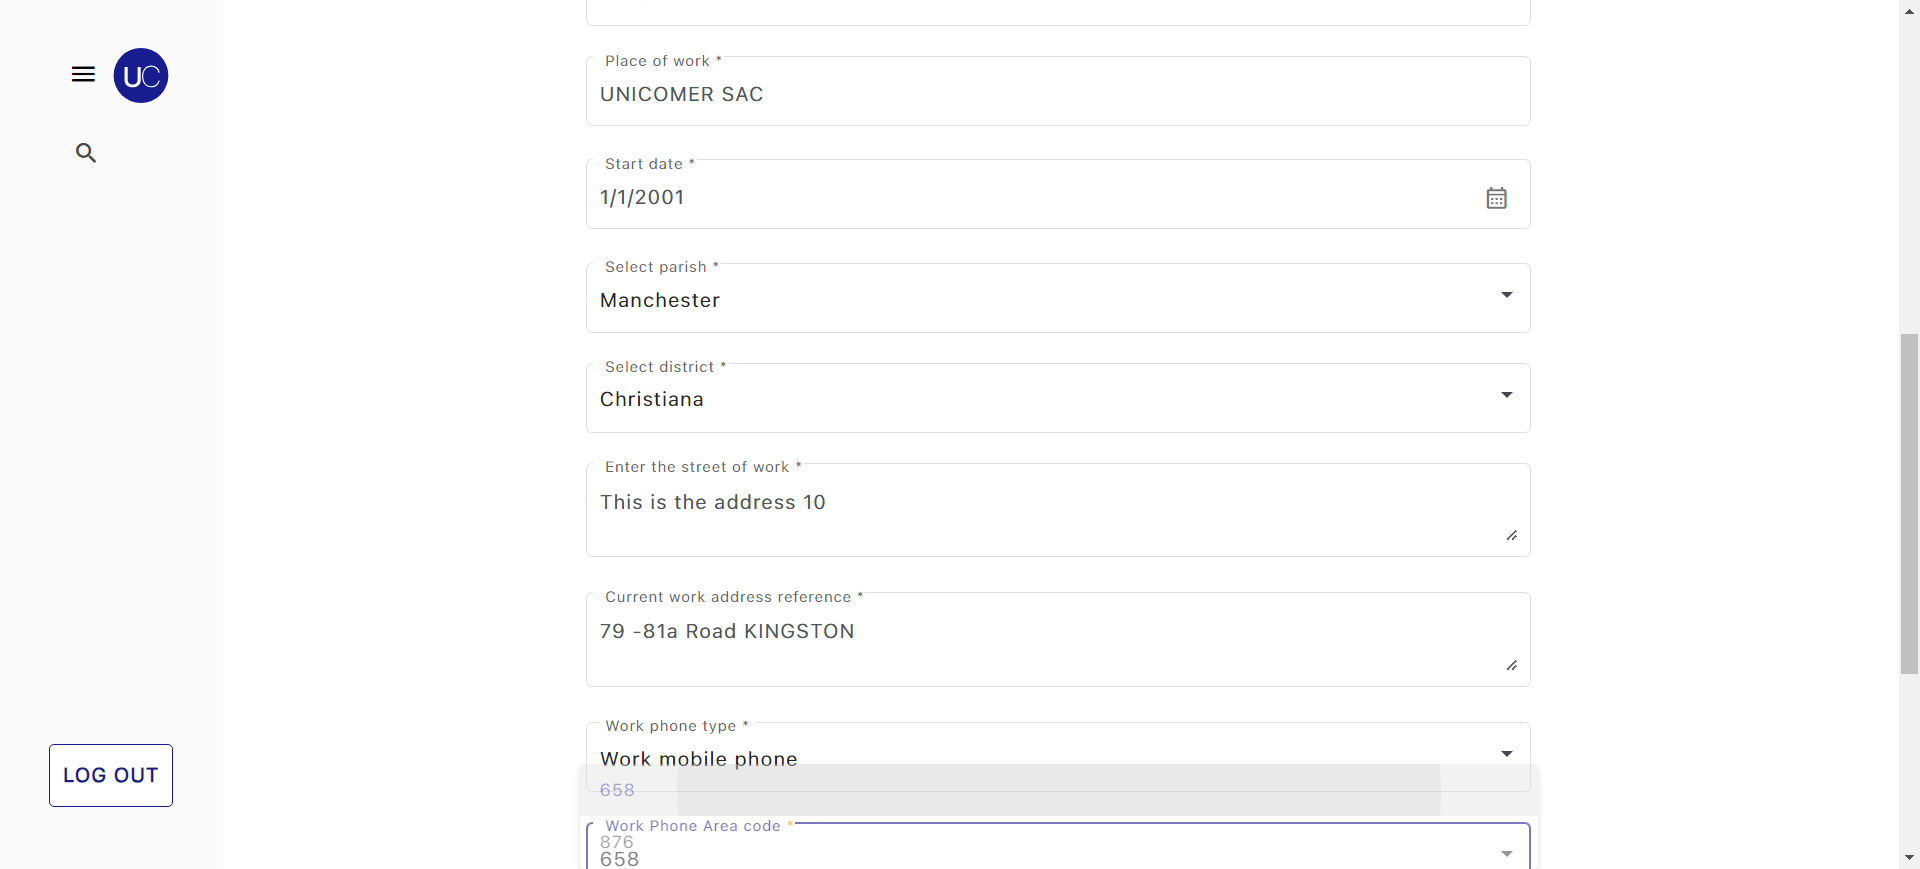 UC
Place of work *
UNICOMER SAC
Start date *
1/1/2001
Select parish *
Manchester
Select district *
Christiana
Enter the street of work *
This is the address 10
Current work address reference *
79 -81a Road KINGSTON
Work phone type *
Work mobile phone
658
Work Phone Area code *
876
658
LOG OUT